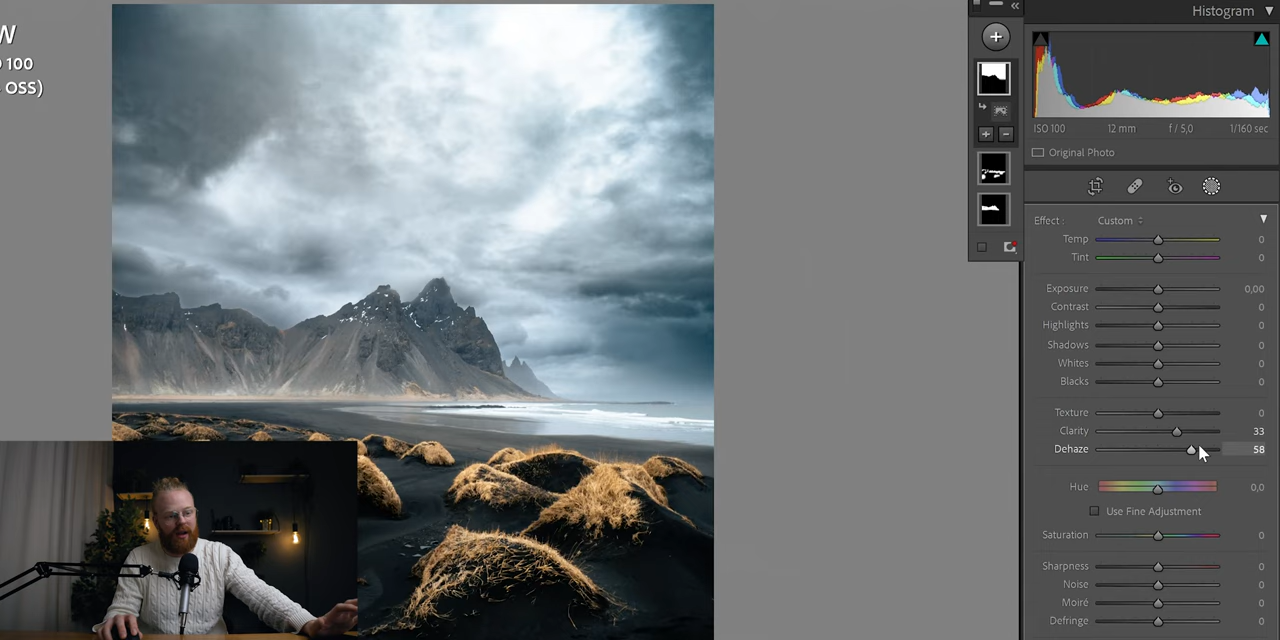 W
O 100
OSS)
Histogram
ISO 100 12 mm f / 5,0 1/160 sec
Original Photo
Effect : Custom
Temp 0
Tint 0
Exposure 0,00
Contrast 0
Highlights 0
Shadows 0
Whites 0
Blacks 0
Texture 0
Clarity 33
Dehaze 58
Hue 0,0
Use Fine Adjustment
Saturation 0
Sharpness 0
Noise 0
Moiré 0
Defringe 0